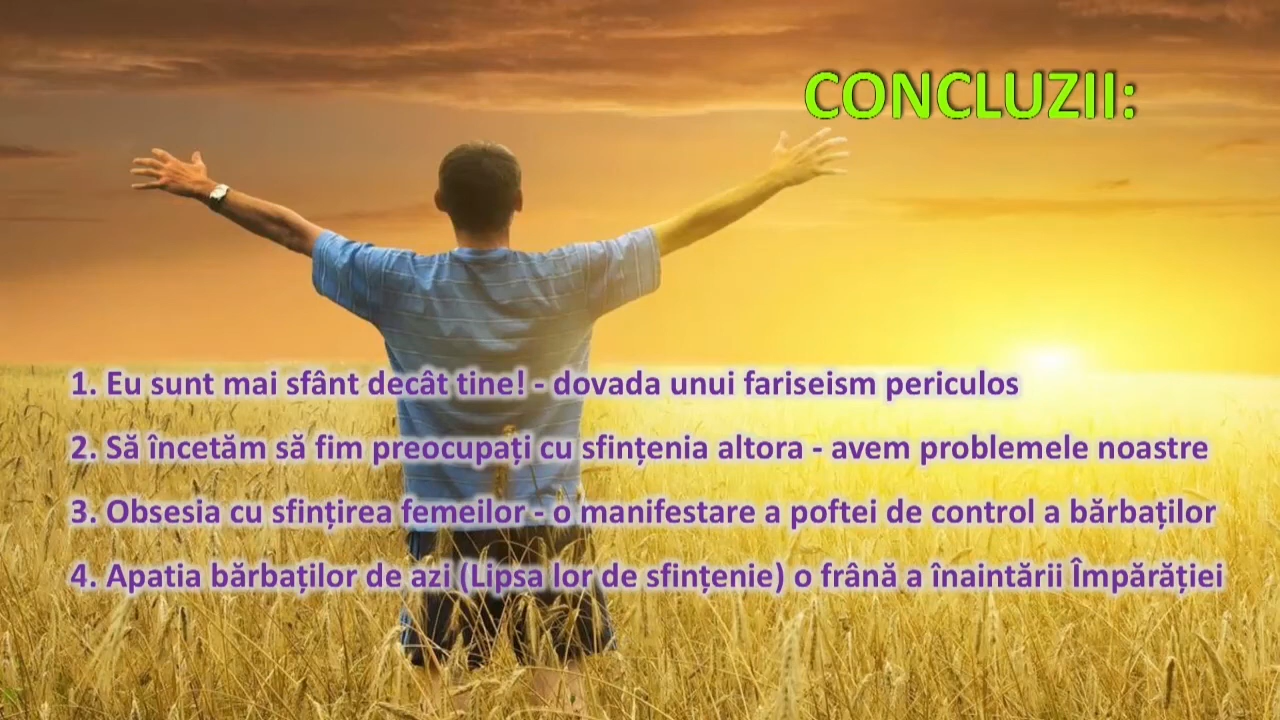 CONCLUZII:
1. Eu sunt mai sfânt decât tine! - dovada unui fariseism periculos
2. Să încetăm să fim preocupați cu sfințenia altora - avem problemele noastre
3. Obsesia cu sfințirea femeilor - o manifestare a poftei de control a bărbaților
4. Apatia bărbaților de azi (Lipsa lor de sfințenie) o frână a înaintării Împărăției